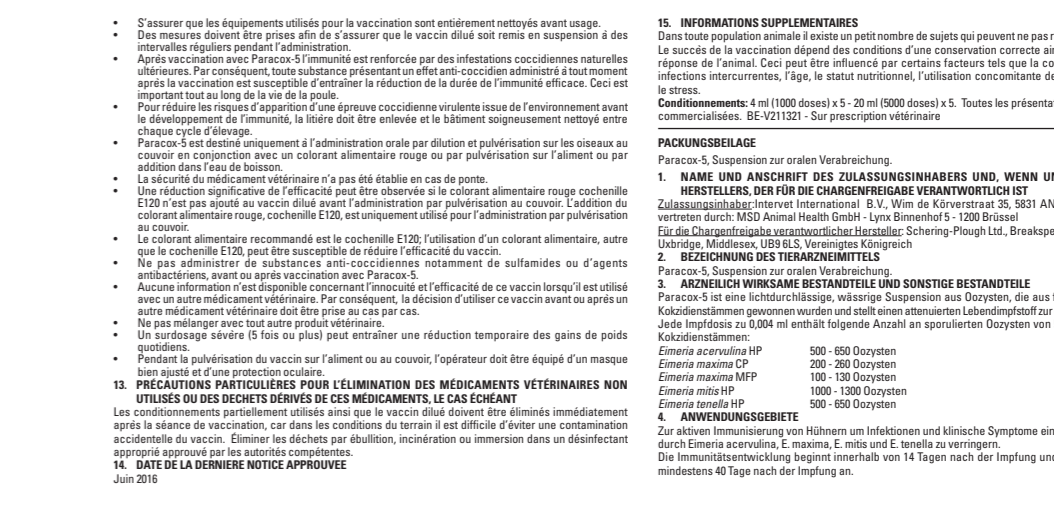 • S’assurer que les équipements utilisés pour la vaccination sont entiérement nettoyés avant usage.
• Des mesures doivent être prises afin de s’assurer que le vaccin dilué soit remis en suspension á des
intervalles réguliers pendant l’administration.
• Aprés vaccination avec Paracox-5 l’immunité est renforcée par des infestations coccidiennes naturelles
ultérieures. Par conséquent, toute substance présentant un effet anti-coccidien administré á tout moment
aprés la vaccination est susceptible d’entraîner la réduction de la durée de l’immunité efficace. Ceci est
important tout au long de la vie de la poule.
• Pour réduire les risques d’apparition d’une épreuve coccidienne virulente issue de l’environnement avant
le développement de l’immunité, la litiére doit être enlevée et le bâtiment soigneusement nettoyé entre
chaque cycle d’élevage.
• Paracox-5 est destiné uniquement á l’administration orale par dilution et pulvérisation sur les oiseaux au
couvoir en conjonction avec un colorant alimentaire rouge ou par pulvérisation sur l’aliment ou par
addition dans l’eau de boisson.
• La sécurité du médicament vétérinaire n’a pas été établie en cas de ponte.
• Une réduction significative de l’efficacité peut être observée si le colorant alimentaire rouge cochenille
E120 n’est pas ajouté au vaccin dilué avant l’administration par pulvérisation au couvoir. L’addition du
colorant alimentaire rouge, cochenille E120, est uniquement utilisé pour l’administration par pulvérisation
au couvoir.
• Le colorant alimentaire recommandé est le cochenille E120; l’utilisation d’un colorant alimentaire, autre
que le cochenille E120, peut être susceptible de réduire l’efficacité du vaccin.
• Ne pas administrer de substances anti-coccidiennes notamment de sulfamides ou d’agents
antibactériens, avant ou aprés vaccination avec Paracox-5.
• Aucune information n’est disponible concernant l’innocuité et l’efficacité de ce vaccin lorsqu’il est utilisé
avec un autre médicament vétérinaire. Par conséquent, la décision d’utiliser ce vaccin avant ou aprés un
autre médicament vétérinaire doit être prise au cas par cas.
• Ne pas mélanger avec tout autre produit vétérinaire.
• Un surdosage sévére (5 fois ou plus) peut entraîner une réduction temporaire des gains de poids
quotidiens.
• Pendant la pulvérisation du vaccin sur l’aliment ou au couvoir, l’opérateur doit être équipé d’un masque
bien ajusté et d’une protection oculaire.
13. PRÉCAUTIONS PARTICULIÈRES POUR L’ÉLIMINATION DES MÉDICAMENTS VÉTÉRINAIRES NON
UTILISÉS OU DES DECHETS DÉRIVÉS DE CES MÉDICAMENTS, LE CAS ÉCHÉANT
Les conditionnements partiellement utilisés ainsi que le vaccin dilué doivent être éliminés immédiatement
aprés la séance de vaccination, car dans les conditions du terrain il est difficile d’éviter une contamination
accidentelle du vaccin. Éliminer les déchets par ébullition, incinération ou immersion dans un désinfectant
approprié approuvé par les autorités compétentes.
14. DATE DE LA DERNIERE NOTICE APPROUVEE
Juin 2016
15. INFORMATIONS SUPPLEMENTAIRES
Dans toute population animale il existe un petit nombre de sujets qui peuvent ne pas
Le succés de la vaccination dépend des conditions d’une conservation correcte
réponse de l’animal. Ceci peut être influencé par certains facteurs tels que la
infections intercurrentes, l’âge, le statut nutritionnel, l’utilisation concomitante
le stress.
Conditionnements: 4 ml (1000 doses) x 5 - 20 ml (5000 doses) x 5. Toutes les
commercialisées. BE-V211321 - Sur prescription vétérinaire
PACKUNGSBEILAGE
Paracox-5, Suspension zur oralen Verabreichung.
1. NAME UND ANSCHRIFT DES ZULASSUNGSINHABERS UND, WENN
HERSTELLERS, DER FÜR DIE CHARGENFREIGABE VERANTWORTLICH IST
Zulassungsinhaber:Intervet International B.V., Wim de Körverstraat 35, 5831 AN
vertreten durch: MSD Animal Health GmbH - Lynx Binnenhof 5 - 1200 Brüssel
Für die Chargenfreigabe verantwortlicher Hersteller: Schering-Plough Ltd.,
Uxbridge, Middlesex, UB9 6LS, Vereinigtes Königreich
2. BEZEICHNUNG DES TIERARZNEIMITTELS
Paracox-5, Suspension zur oralen Verabreichung.
3. ARZNEILICH WIRKSAME BESTANDTEILE UND SONSTIGE BESTANDTEILE
Paracox-5 ist eine lichtdurchlässige, wässrige Suspension aus Oozysten, die aus
Kokzidienstämmen gewonnen wurden und stellt einen attenuierten Lebendimpfstoff zur
Jede Impfdosis zu 0,004 ml enthält folgende Anzahl an sporulierten Oozysten von
Kokzidienstämmen:
Eimeria acervulina HP 500 - 650 Oozysten
Eimeria maxima CP 200 - 260 Oozysten
Eimeria maxima MFP 100 - 130 Oozysten
Eimeria mitis HP 1000 - 1300 Oozysten
Eimeria tenella HP 500 - 650 Oozysten
4. ANWENDUNGSGEBIETE
Zur aktiven Immunisierung von Hühnern um Infektionen und klinische Symptome
durch Eimeria acervulina, E. maxima, E. mitis und E. tenella zu verringern.
Die Immunitätsentwicklung beginnt innerhalb von 14 Tagen nach der Impfung und
mindestens 40 Tage nach der Impfung an.